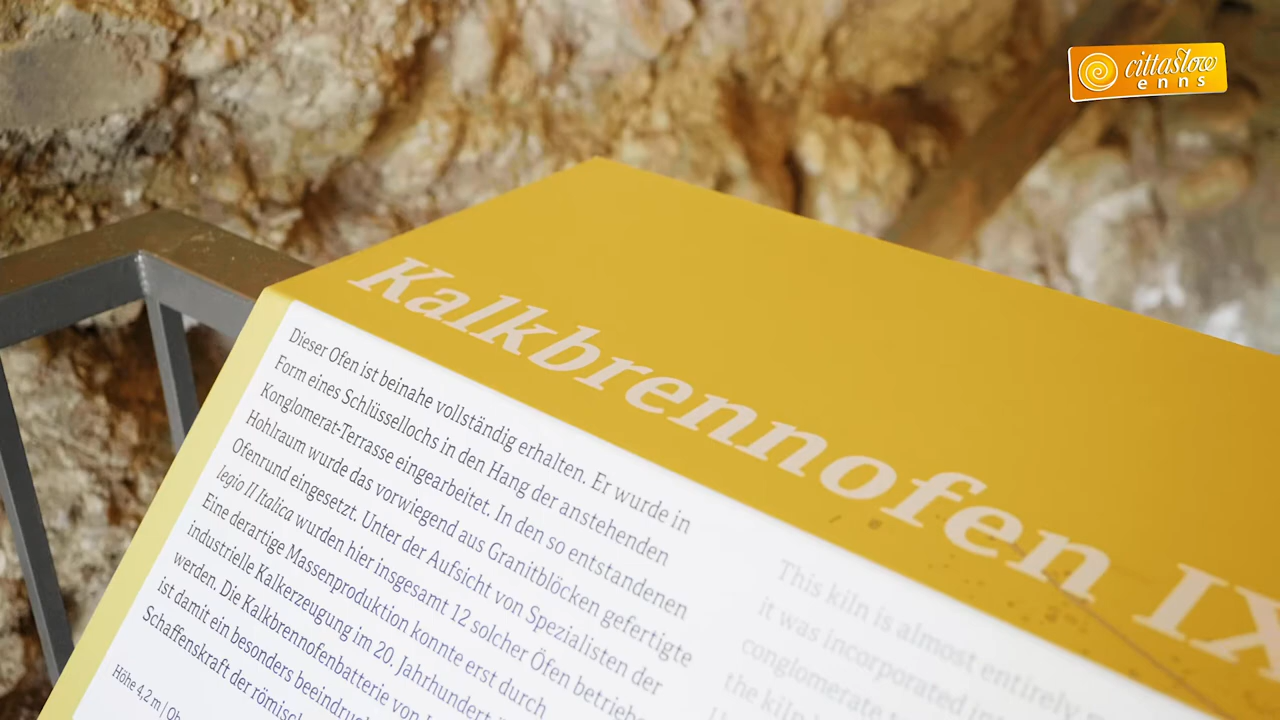 cittaslow
enns
Kalkbrennofen IX
Dieser Ofen ist beinahe vollständig erhalten. Er wurde in
Form eines Schlüssellochs in den Hang der anstehenden
Konglomerat-Terrasse eingearbeitet. In den so entstandenen
Hohlraum wurde das vorwiegend aus Granitblöcken gefertigte
Ofenrund eingesetzt. Unter der Aufsicht von Spezialisten der
legio II Italica wurden hier insgesamt 12 solcher Öfen
Eine derartige Massenproduktion konnte erst durch
industrielle Kalkerzeugung im 20. Jahrhundert
werden. Die Kalkbrennofenbatterie von
ist damit ein besonders
Schaffenskraft der
Höhe 4,2 m /
This kiln is almost entirely
it was incorporated
conglomerate
the kiln